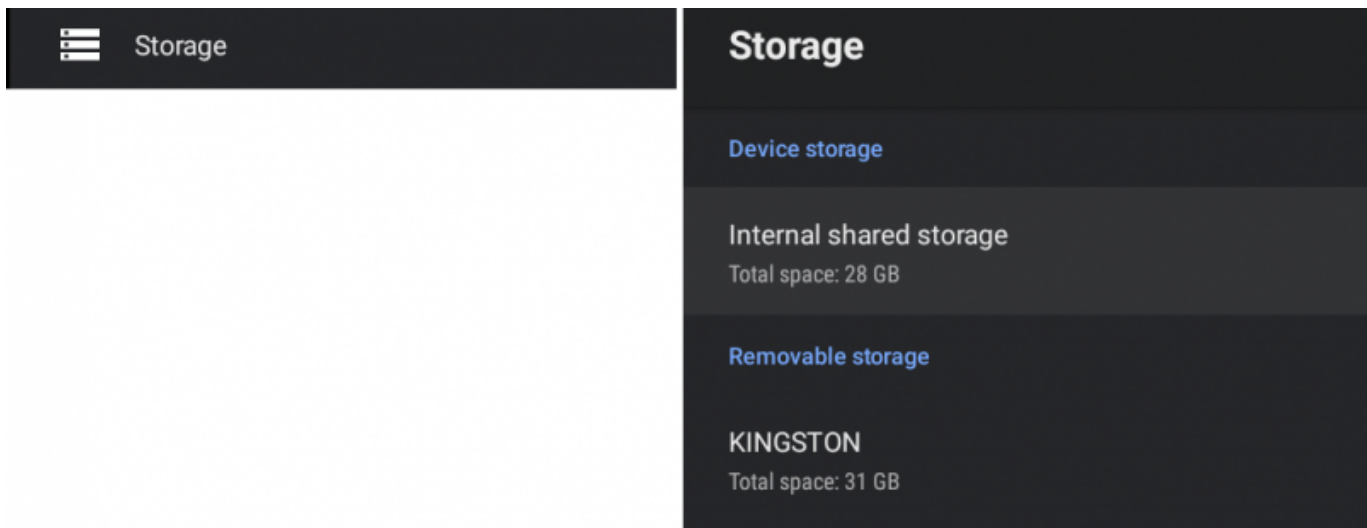 Storage
Storage
Device storage
Internal shared storage
Total space: 28 GB
Removable storage
KINGSTON
Total space: 31 GB